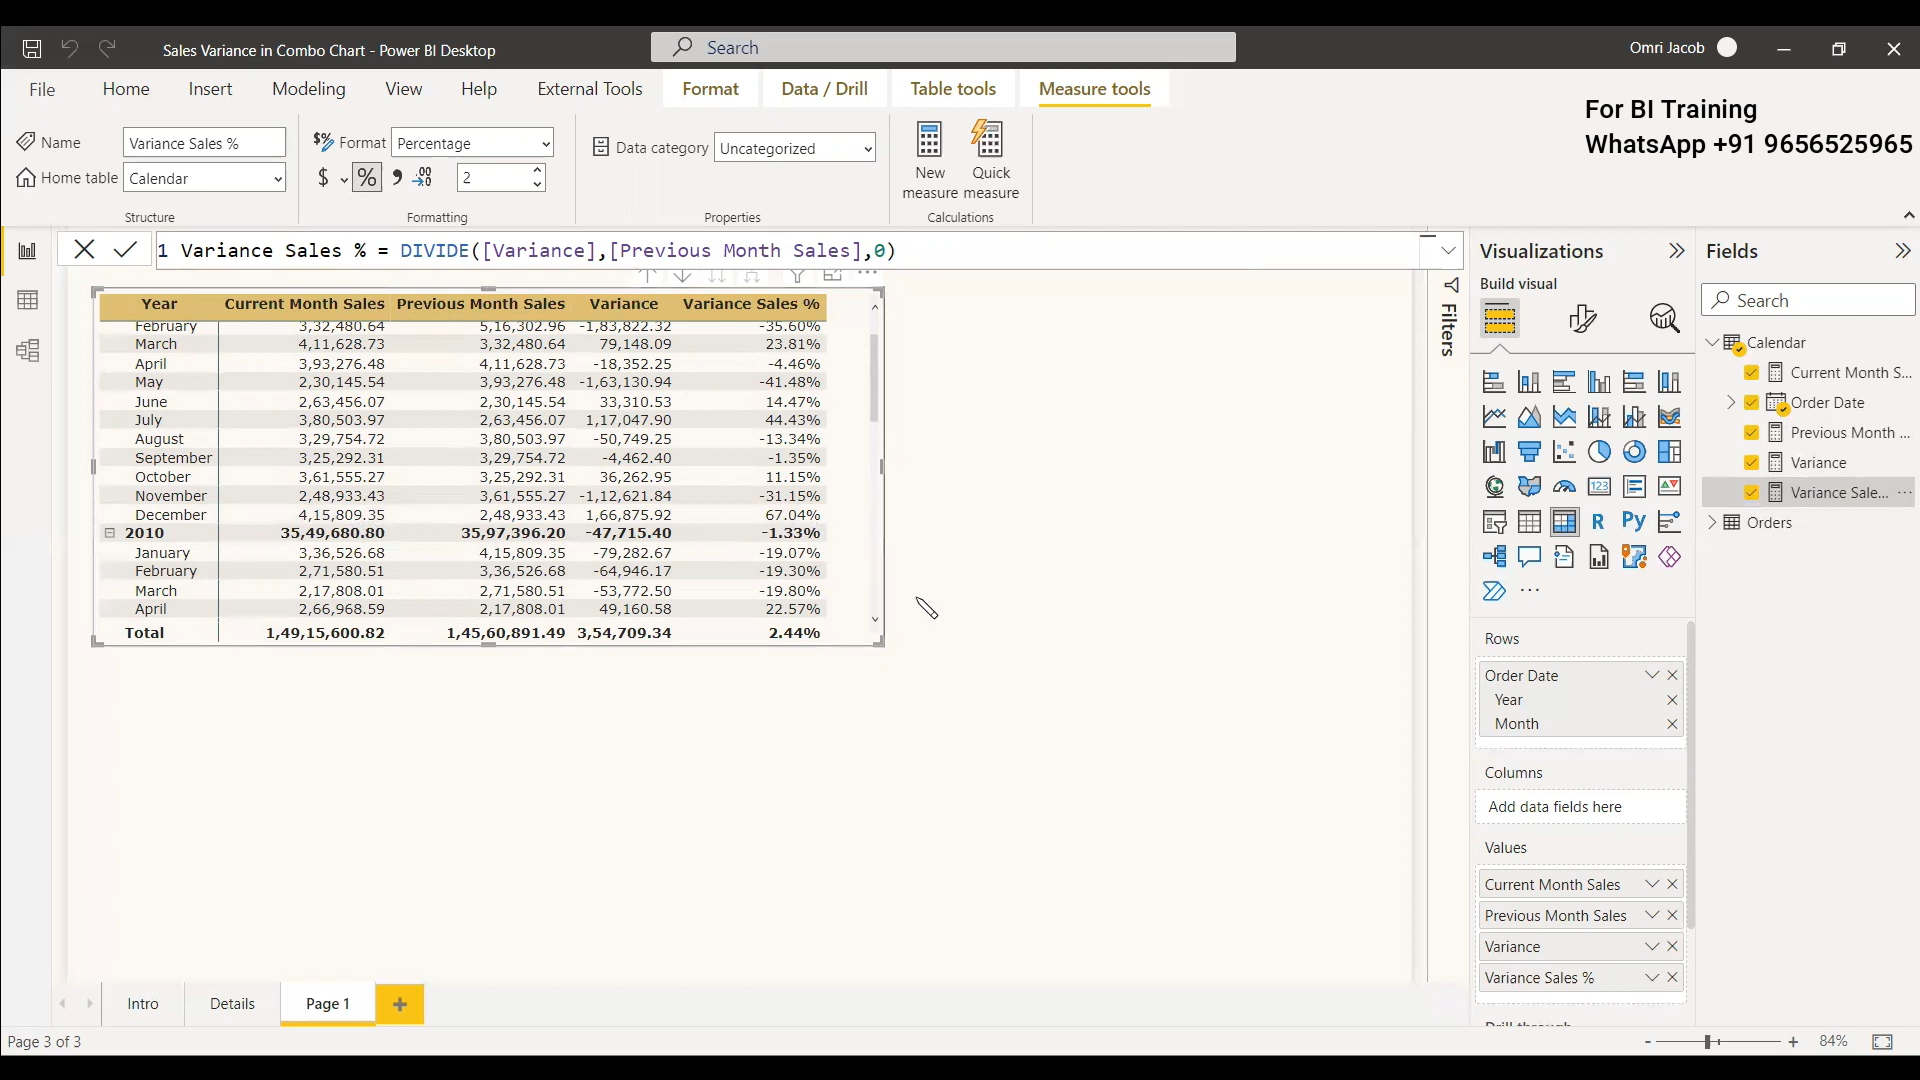 Sales Variance in Combo Chart - Power BI Desktop
Search
Omri Jacob
File Home Insert Modeling View Help External Tools Format Data / Drill Table tools Measure tools
For BI Training
WhatsApp +91 9656525965
Name Variance Sales %
Home table Calendar
Structure
$% Format Percentage
$ % 9 .00 2
Formatting
Data category Uncategorized
Properties
New measure
Quick measure
Calculations
1 Variance Sales % = DIVIDE([Variance],[Previous Month Sales],0)
Year Current Month Sales Previous Month Sales Variance Variance Sales %
February 3,32,480.64 5,16,302.96 -1,83,822.32 -35.60%
March 4,11,628.73 3,32,480.64 79,148.09 23.81%
April 3,93,276.48 4,11,628.73 -18,352.25 -4.46%
May 2,30,145.54 3,93,276.48 -1,63,130.94 -41.48%
June 2,63,456.07 2,30,145.54 33,310.53 14.47%
July 3,80,503.97 2,63,456.07 1,17,047.90 44.43%
August 3,29,754.72 3,80,503.97 -50,749.25 -13.34%
September 3,25,292.31 3,29,754.72 -4,462.40 -1.35%
October 3,61,555.27 3,25,292.31 36,262.95 11.15%
November 2,48,933.43 3,61,555.27 -1,12,621.84 -31.15%
December 4,15,809.35 2,48,933.43 1,66,875.92 67.04%
2010 35,49,680.80 35,97,396.20 -47,715.40 -1.33%
January 3,36,526.68 4,15,809.35 -79,282.67 -19.07%
February 2,71,580.51 3,36,526.68 -64,946.17 -19.30%
March 2,17,808.01 2,71,580.51 -53,772.50 -19.80%
April 2,66,968.59 2,17,808.01 49,160.58 22.57%
Total 1,49,15,600.82 1,45,60,891.49 3,54,709.34 2.44%
Filters
Visualizations
Build visual
123
R Py
Rows
Order Date
Year
Month
Columns
Add data fields here
Values
Current Month Sales
Previous Month Sales
Variance
Variance Sales %
Fields
Search
Calendar
Current Month S...
Order Date
Previous Month ...
Variance
Variance Sale...
Orders
Intro Details Page 1 +
Page 3 of 3
- + 84%